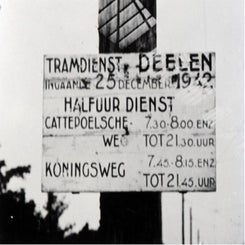 TRAMDIENST DEELEN
INGAANDE 25 DECEMBER 1942
HALFUUR DIENST
CATTEPOELSCHE- 7.30-8.00 ENZ
WEG TOT 21.30 UUR
7.45-8.15 ENZ
KONINGSWEG TOT 21.45 UUR